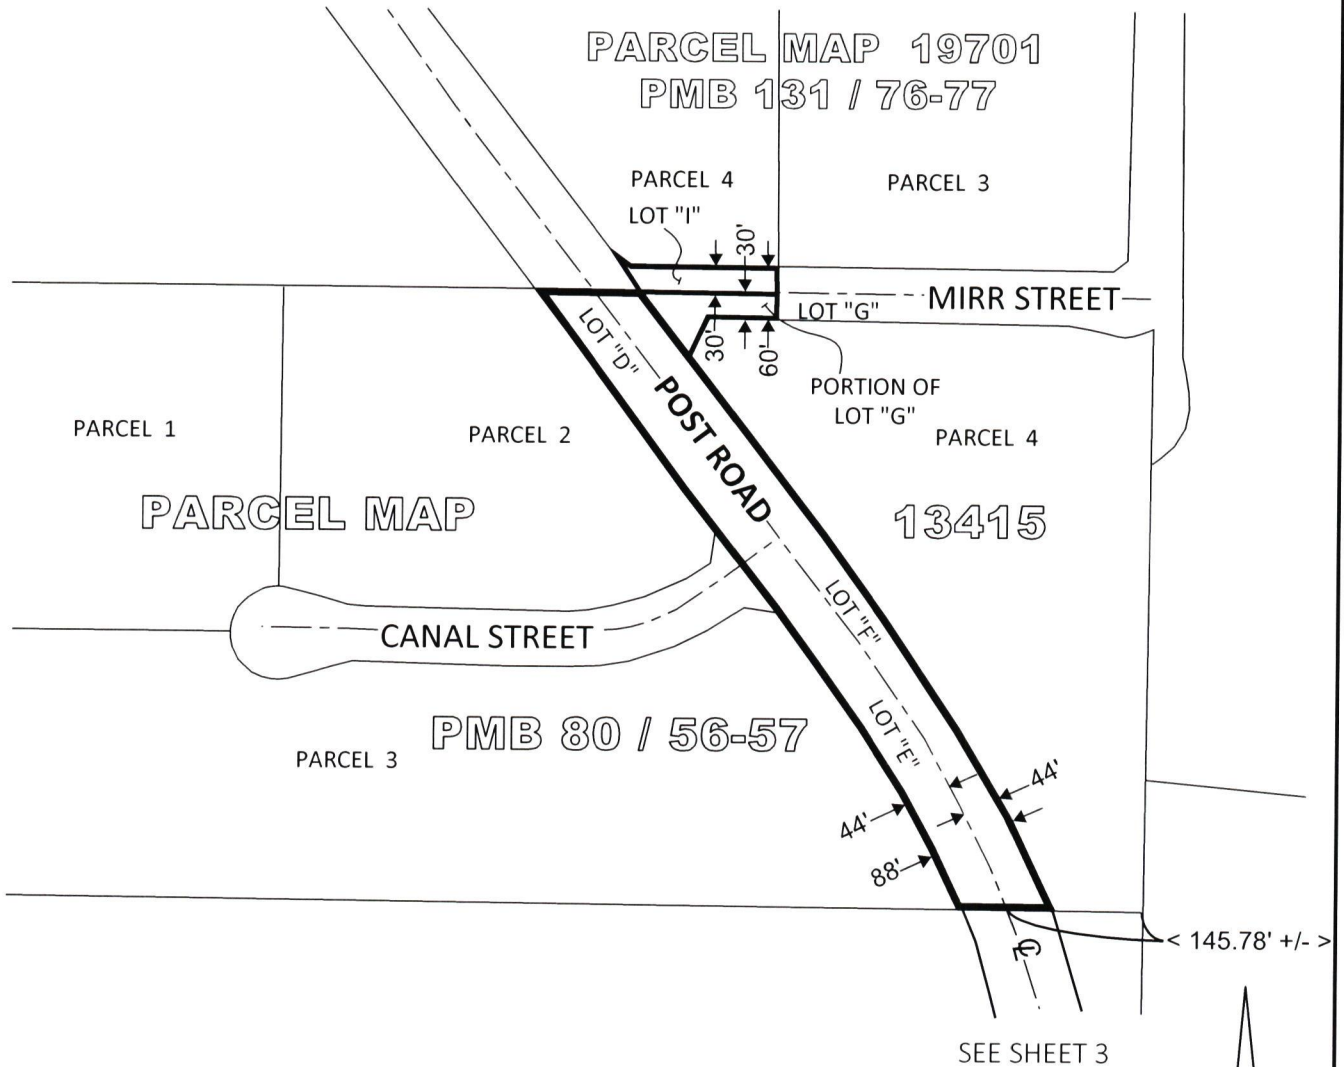 PARCEL MAP 19701
PMB 131 / 76-77
PARCEL 4
PARCEL 3
LOT "I"
30'
MIRR STREET
LOT "G"
LOT "D"
30'
60'
PORTION OF
LOT "G"
POST ROAD
PARCEL 1
PARCEL 2
PARCEL 4
PARCEL MAP
13415
LOT "F"
CANAL STREET
LOT "E"
PMB 80 / 56-57
PARCEL 3
44'
44'
88'
< 145.78' +/- >
SEE SHEET 3